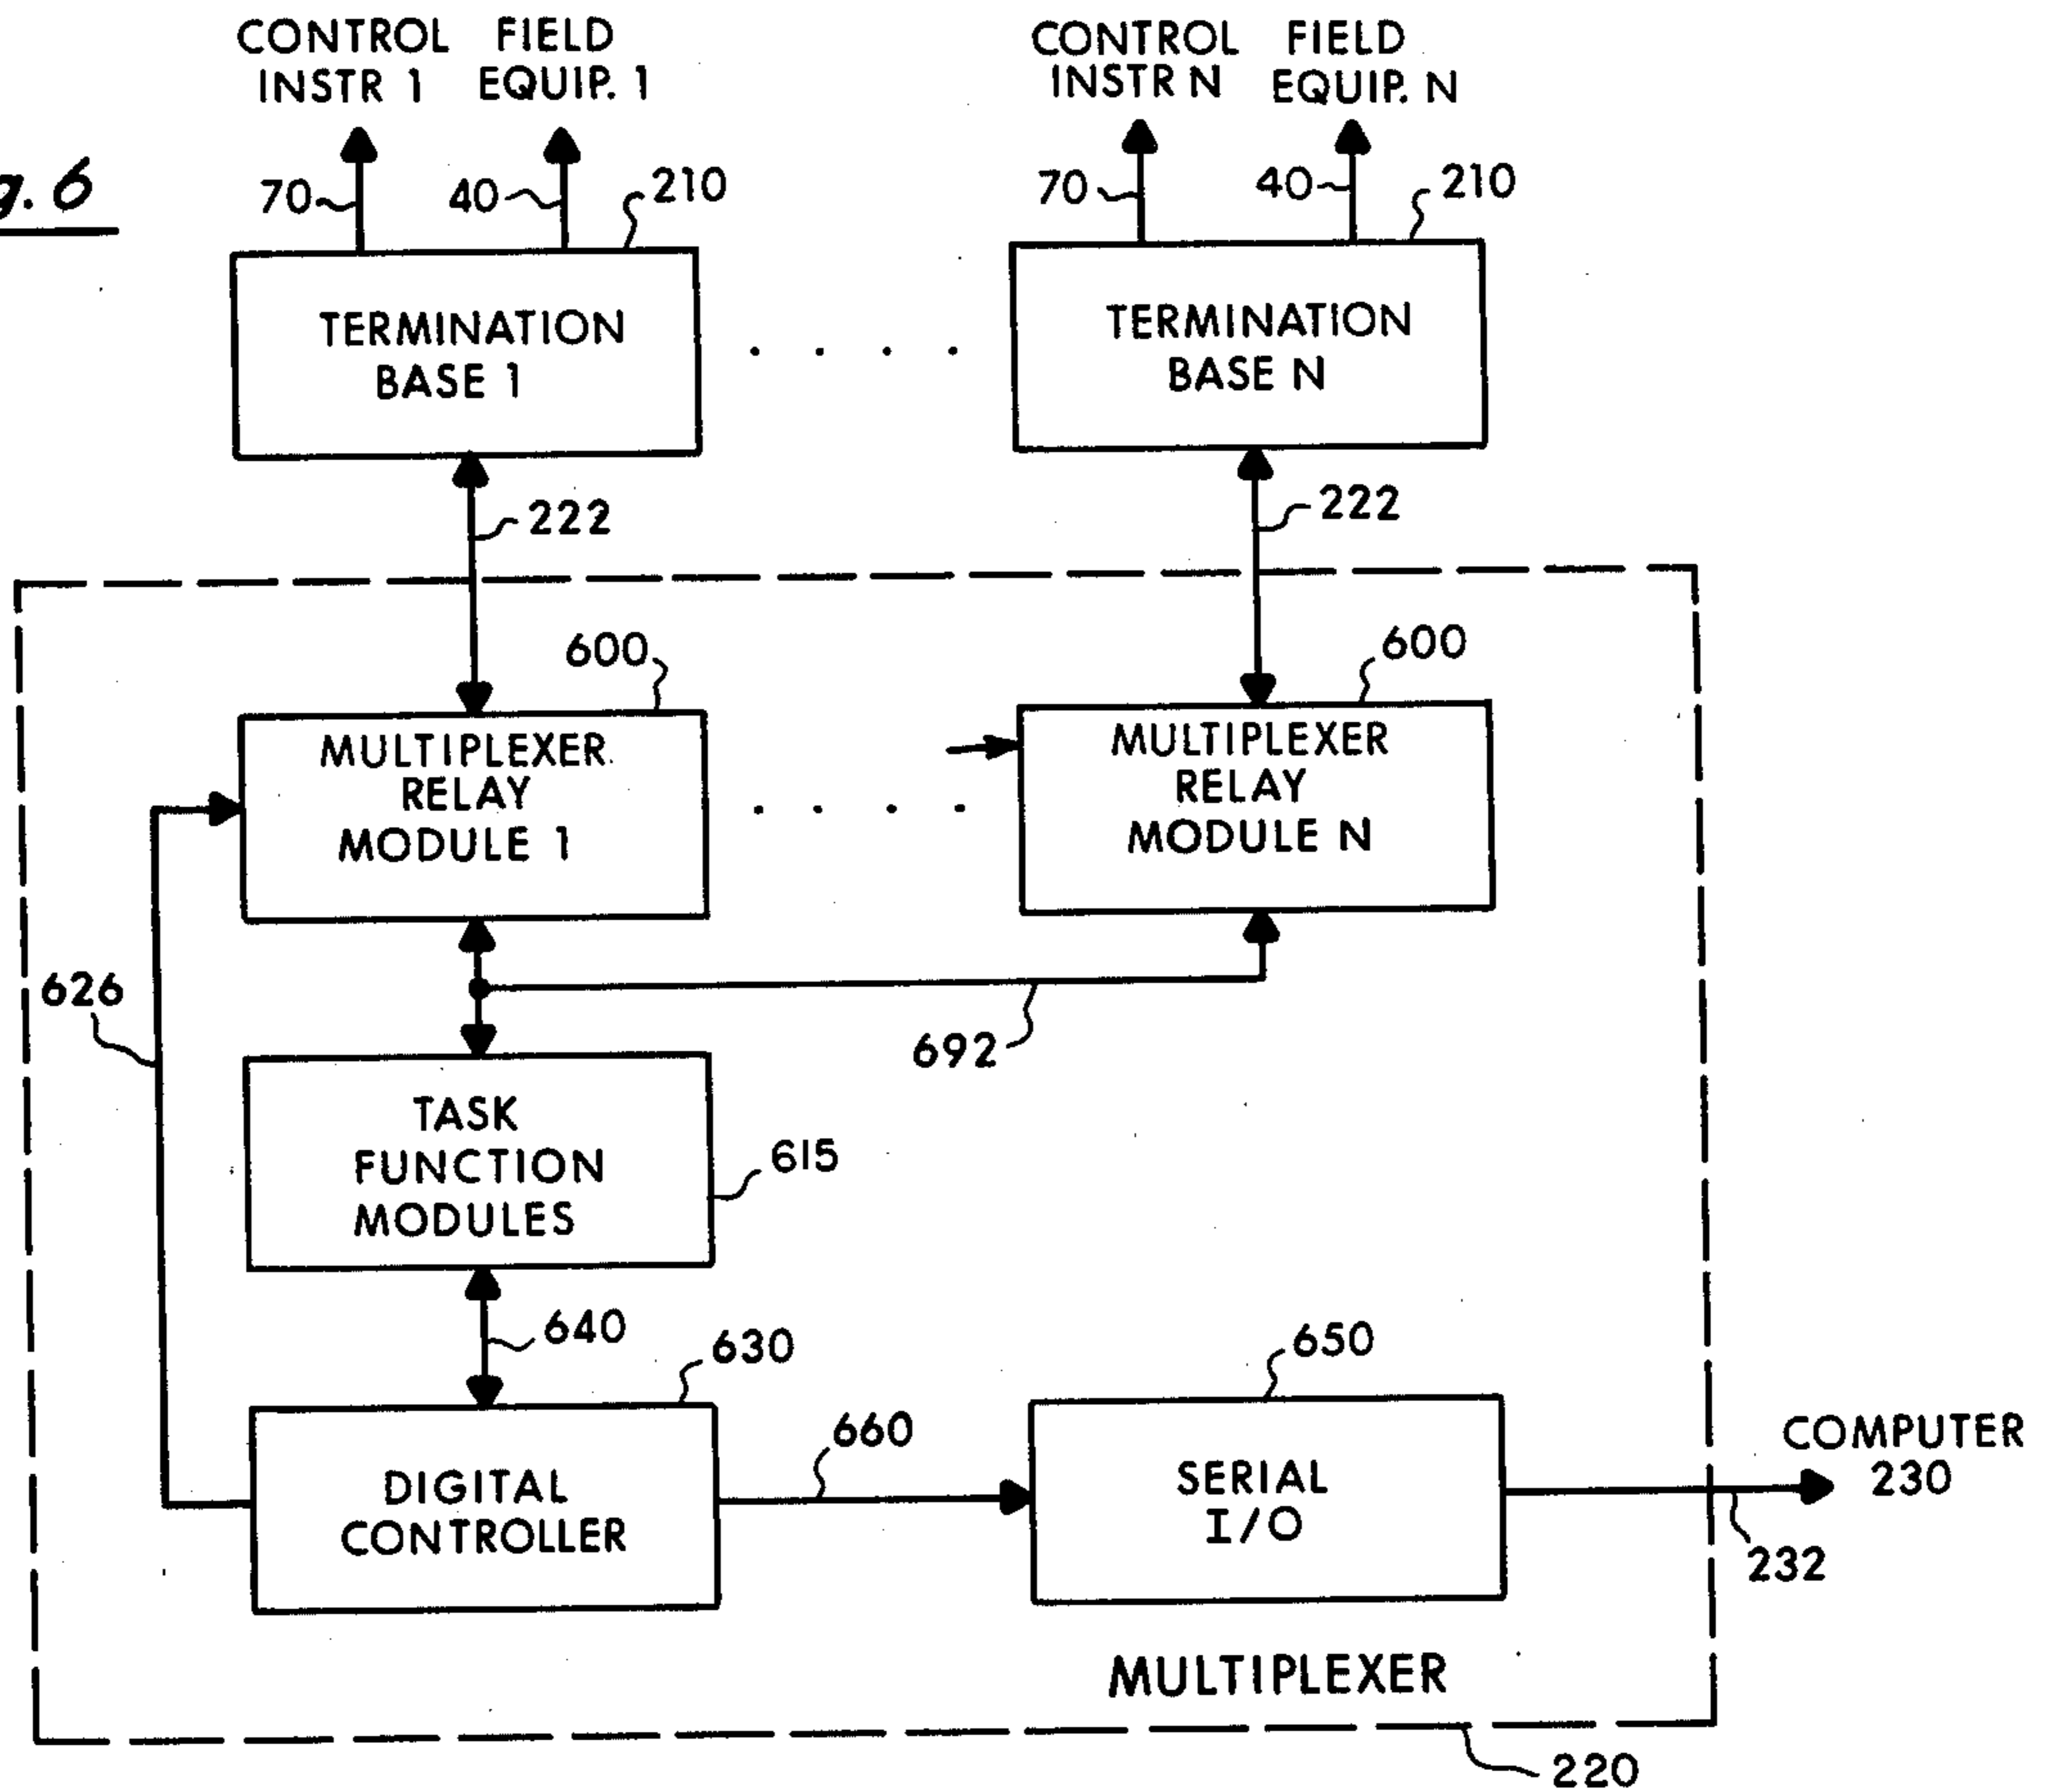 CONTROL FIELD
INSTR 1 EQUIP. 1
CONTROL FIELD
INSTR N EQUIP. N
g. 6
70
40
210
70
40
210
TERMINATION
BASE 1
TERMINATION
BASE N
222
222
600
600
MULTIPLEXER
RELAY
MODULE 1
MULTIPLEXER
RELAY
MODULE N
626
692
TASK
FUNCTION
MODULES
615
640
630
650
660
DIGITAL
CONTROLLER
SERIAL
I/O
COMPUTER
230
232
MULTIPLEXER
220